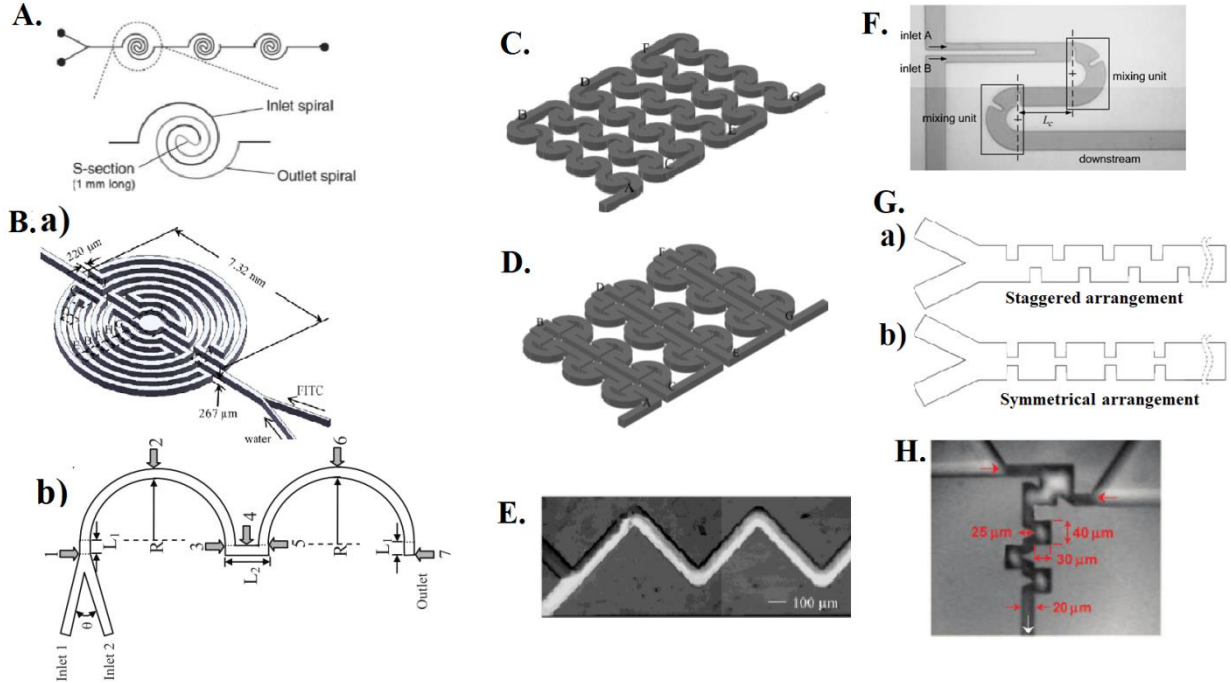 A.
Inlet spiral
S-section
(1 mm long)
Outlet spiral
B. a)
220 μm
7.32 mm
267 μm
FITC
water
b)
1
2
3
4
5
6
7
L1
R
L2
R
L1
θ
Inlet 1
Inlet 2
Outlet
C.
F
D
B
G
E
C
A
D.
F
D
B
G
E
C
A
E.
100 μm
F.
inlet A
inlet B
mixing unit
mixing unit
Lc
downstream
G.
a)
Staggered arrangement
b)
Symmetrical arrangement
H.
25 μm
40 μm
30 μm
20 μm